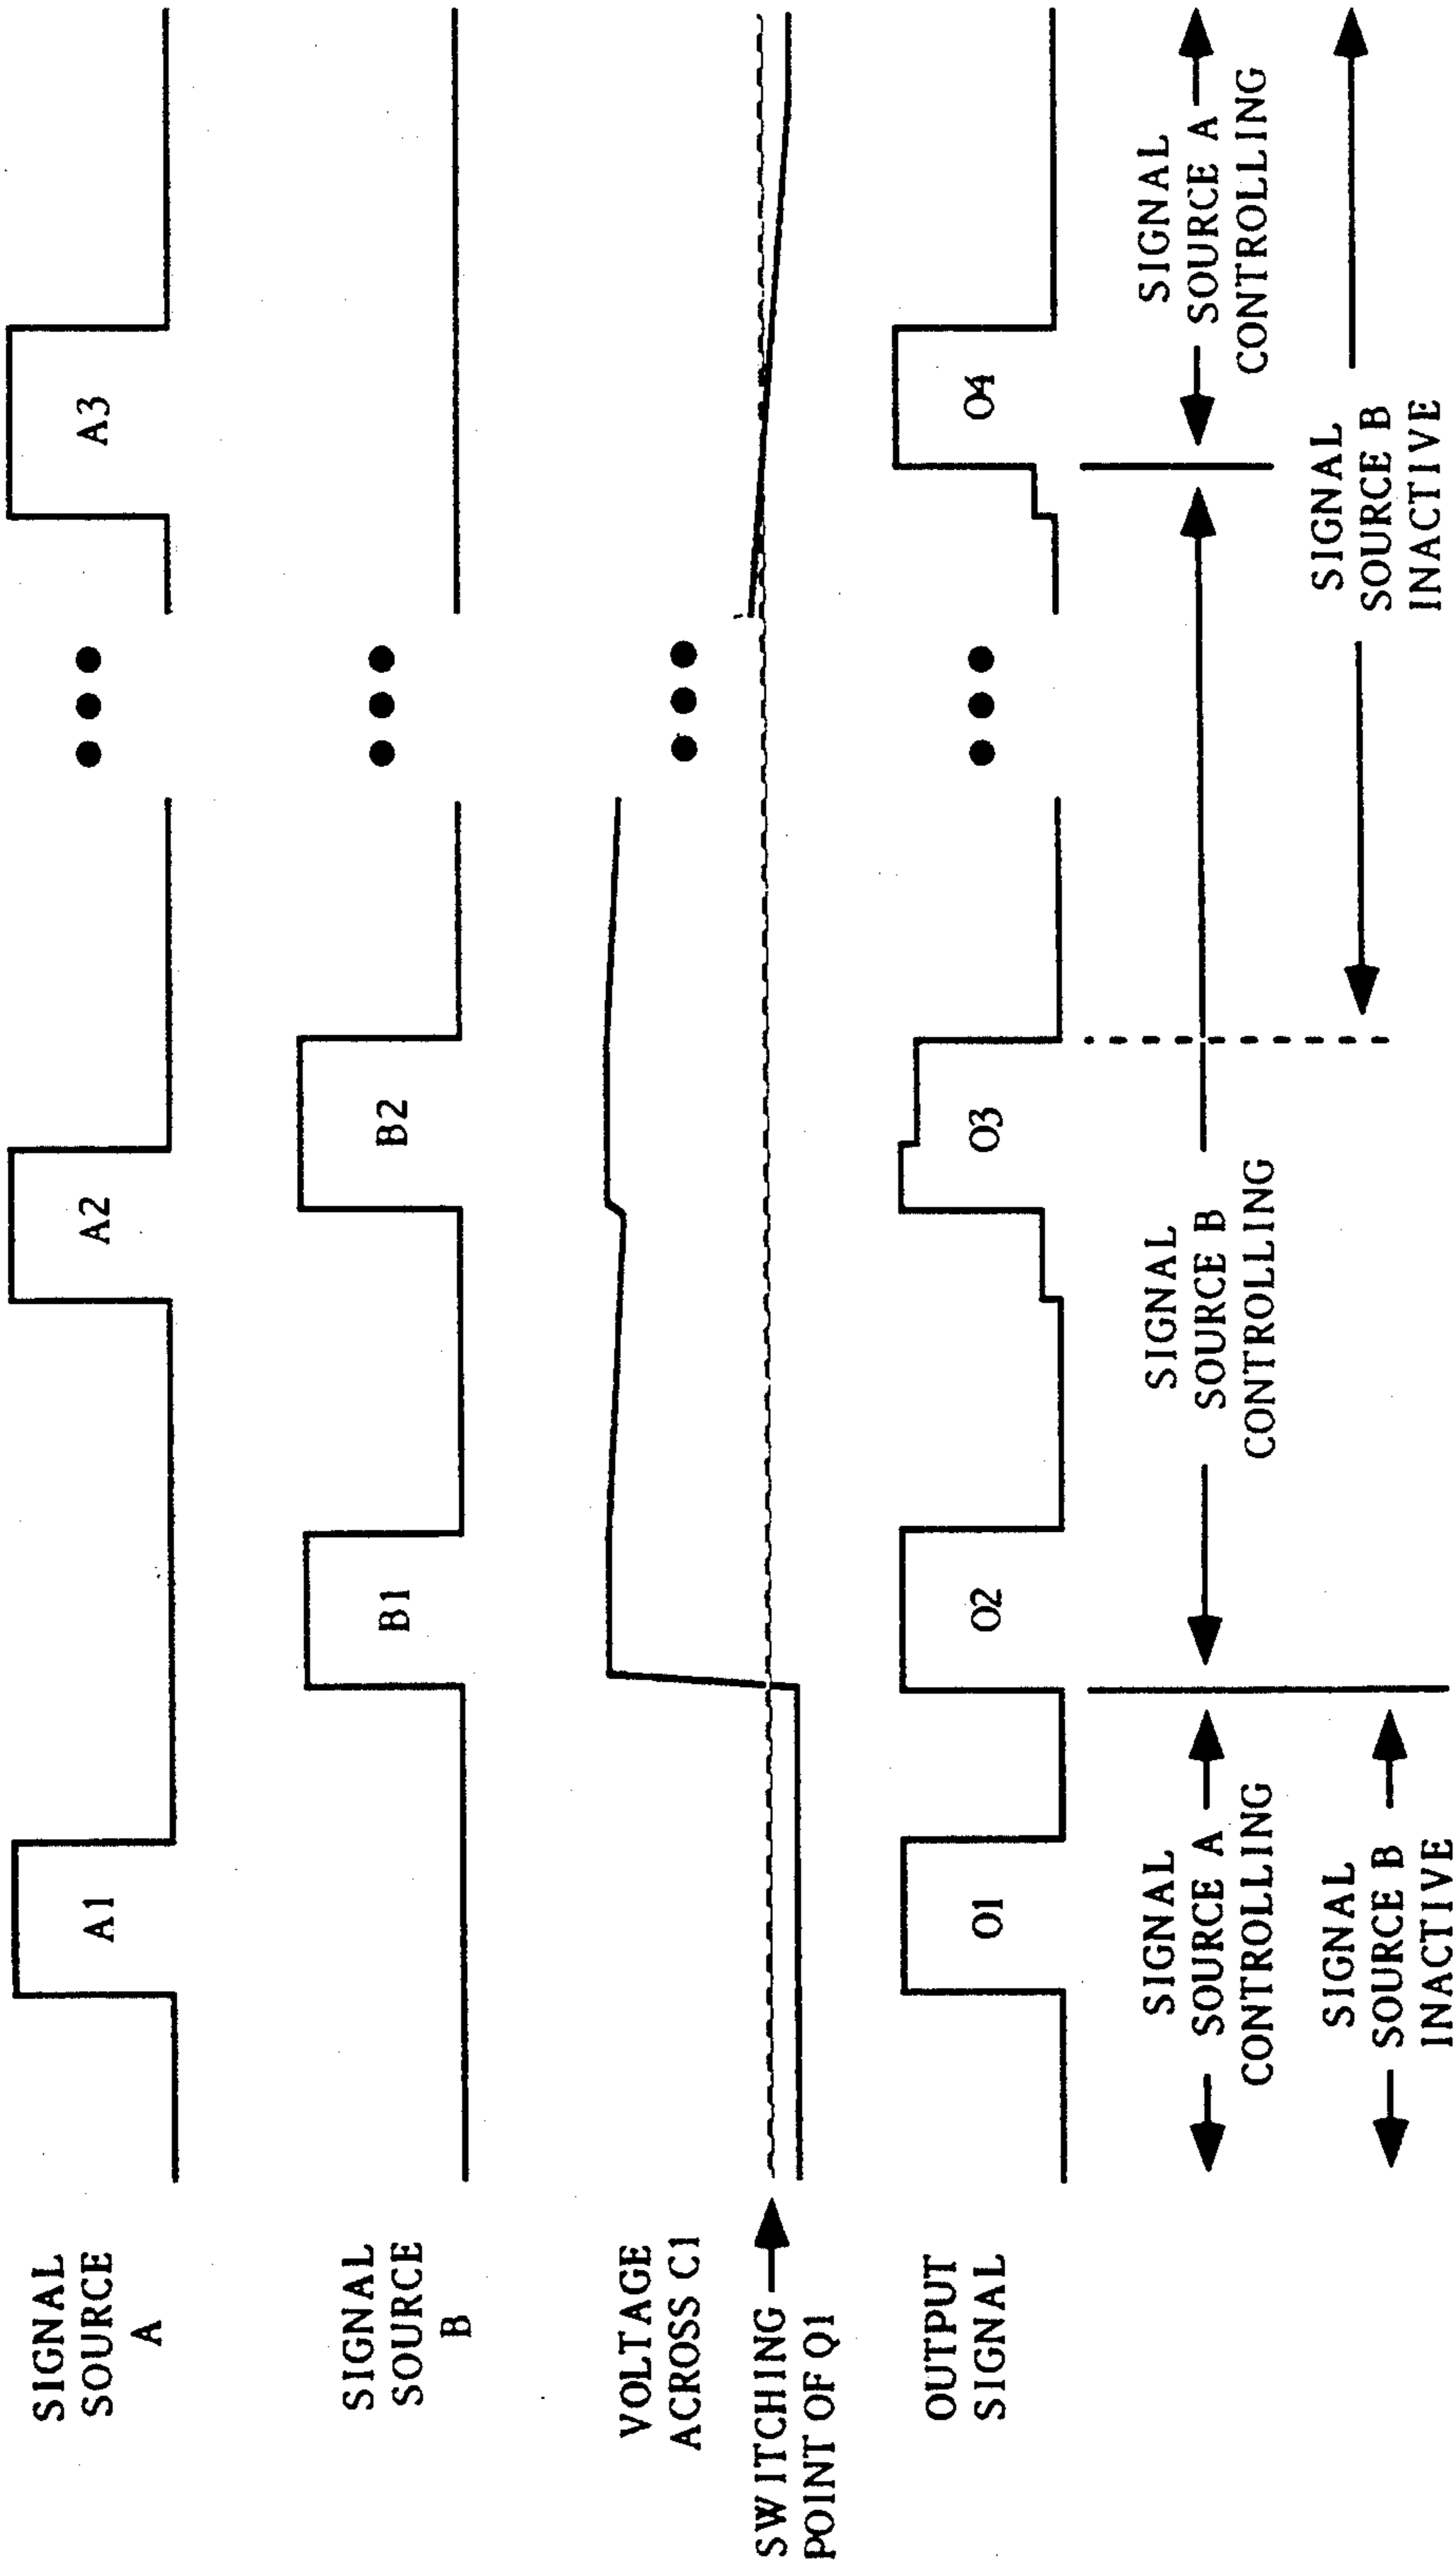 SIGNAL
SOURCE
A
A1
A2
A3
SIGNAL
SOURCE
B
B1
B2
VOLTAGE
ACROSS C1
SWITCHING
POINT OF Q1
OUTPUT
SIGNAL
O1
O2
O3
O4
SIGNAL
SOURCE A
CONTROLLING
SIGNAL
SOURCE B
CONTROLLING
SIGNAL
SOURCE A
CONTROLLING
SIGNAL
SOURCE B
INACTIVE
SIGNAL
SOURCE B
INACTIVE